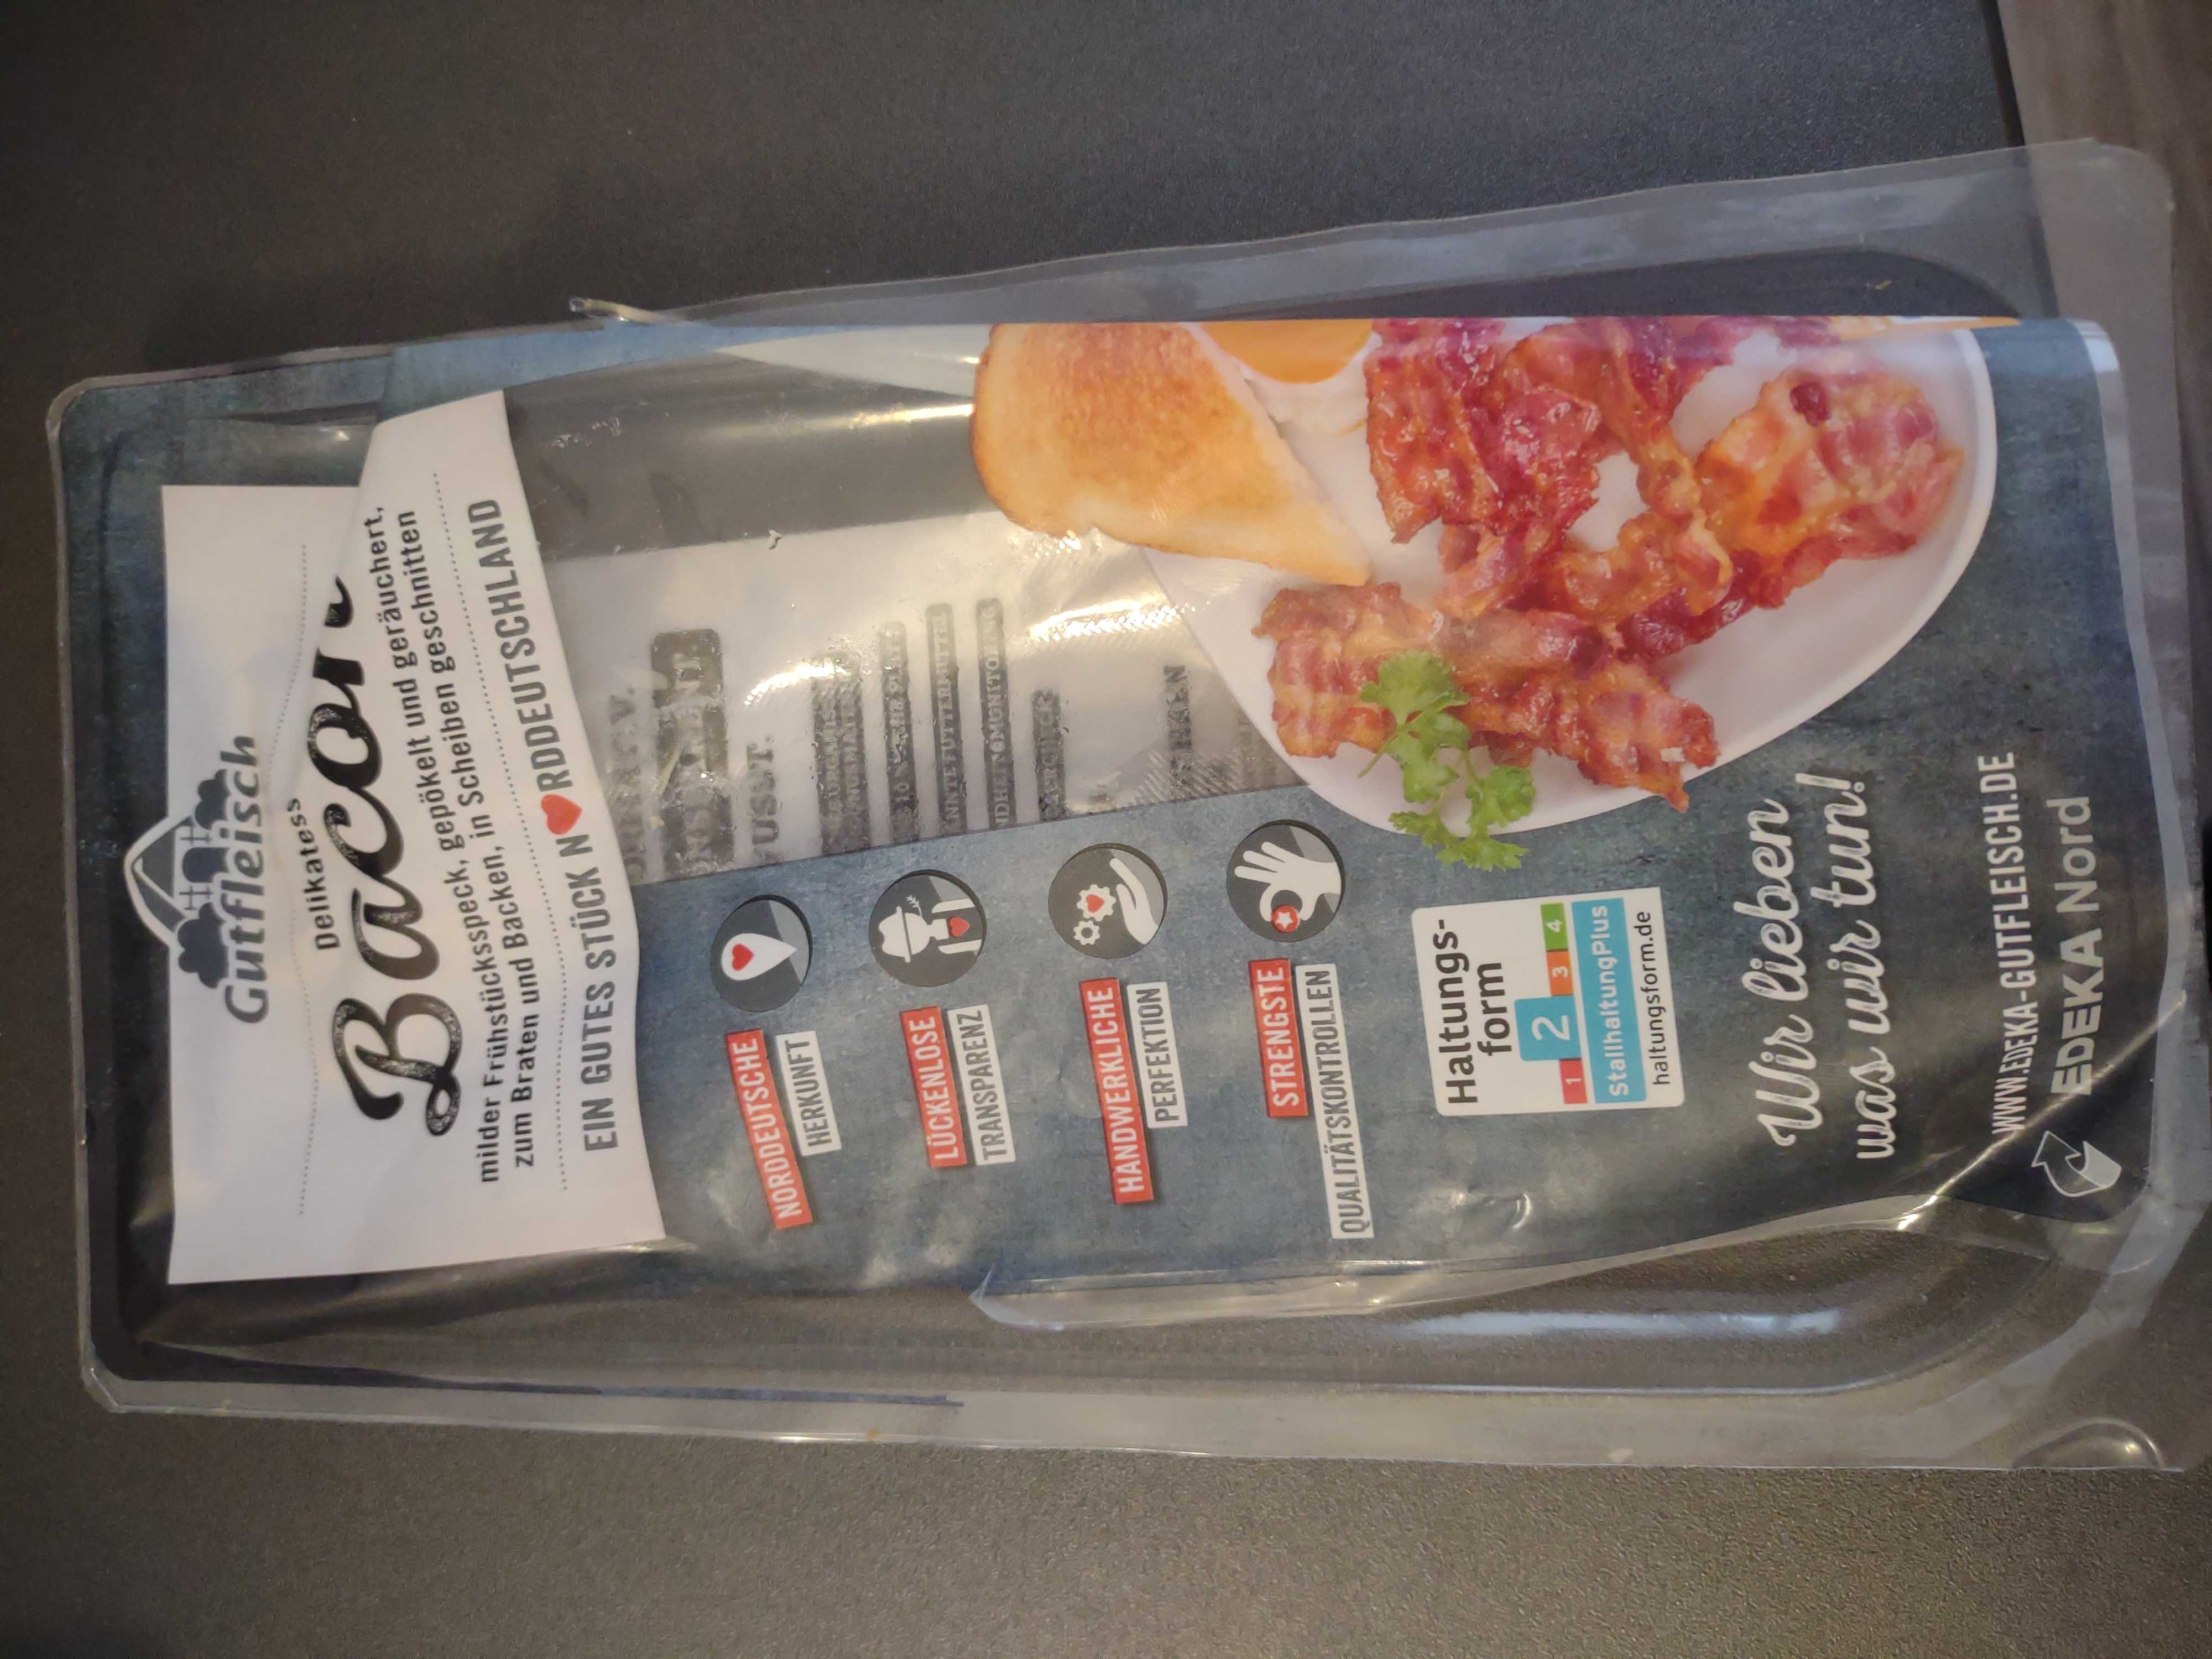 Gutfleisch
Delikatess
Bacon
milder Frühstücksspeck, gepökelt und geräuchert,
zum Braten und Backen, in Scheiben geschnitten
EIN GUTES STÜCK N❤RDDEUTSCHLAND
NORDDEUTSCHE
HERKUNFT
LÜCKENLOSE
TRANSPARENZ
HANDWERKLICHE
PERFEKTION
STRENGSTE
QUALITÄTSKONTROLLEN
Haltungs-
form
1 2 3 4
StallhaltungPlus
haltungsform.de
Wir lieben
was wir tun!
WWW.EDEKA-GUTFLEISCH.DE
EDEKA Nord